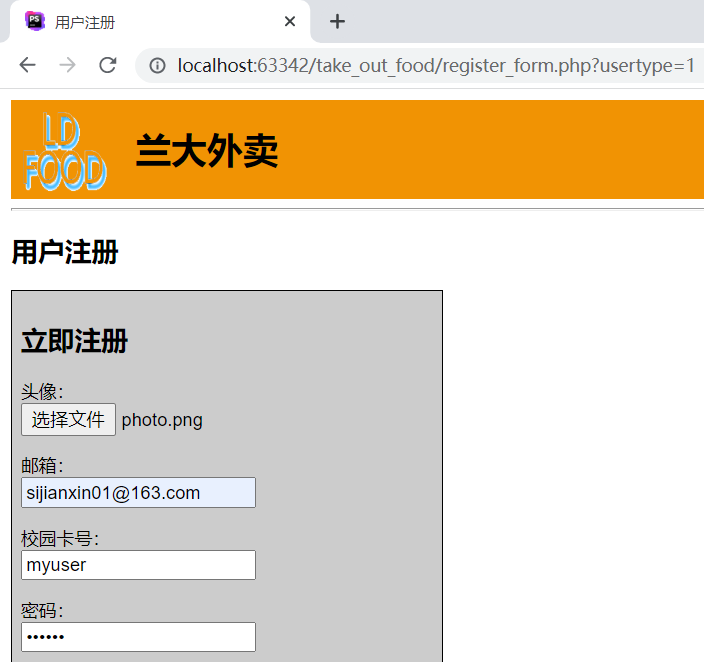 用户注册
localhost:63342/take_out_food/register_form.php?usertype=1
LD
FOOD
兰大外卖
用户注册
立即注册
头像：
选择文件 photo.png
邮箱：
sijianxin01@163.com
校园卡号：
myuser
密码：
••••••